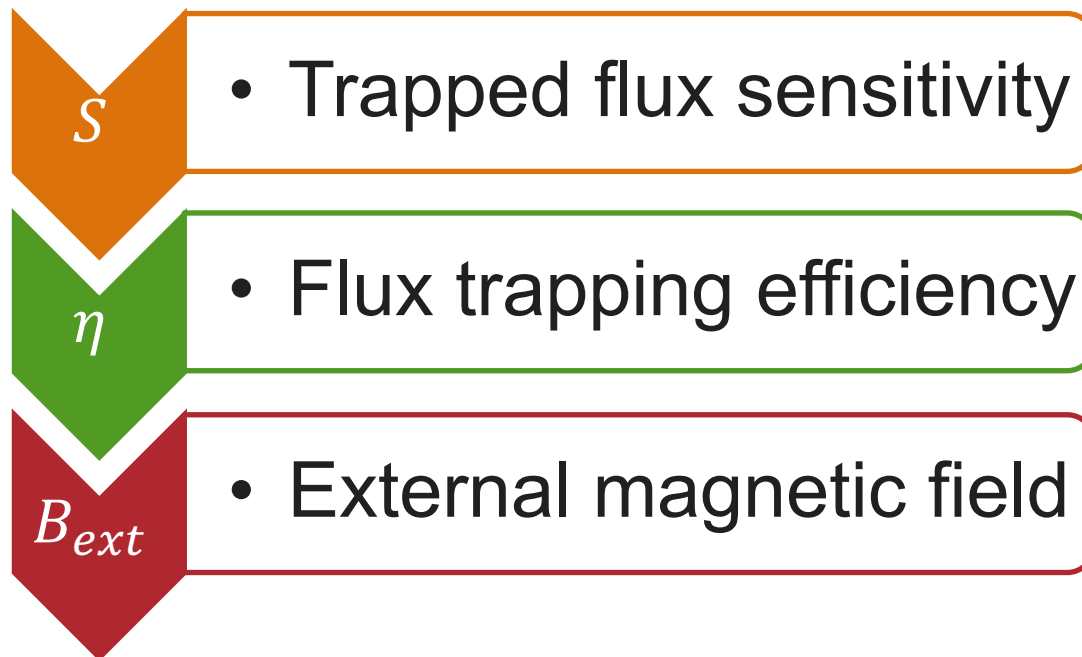 S
• Trapped flux sensitivity
η
• Flux trapping efficiency
B_ext
• External magnetic field